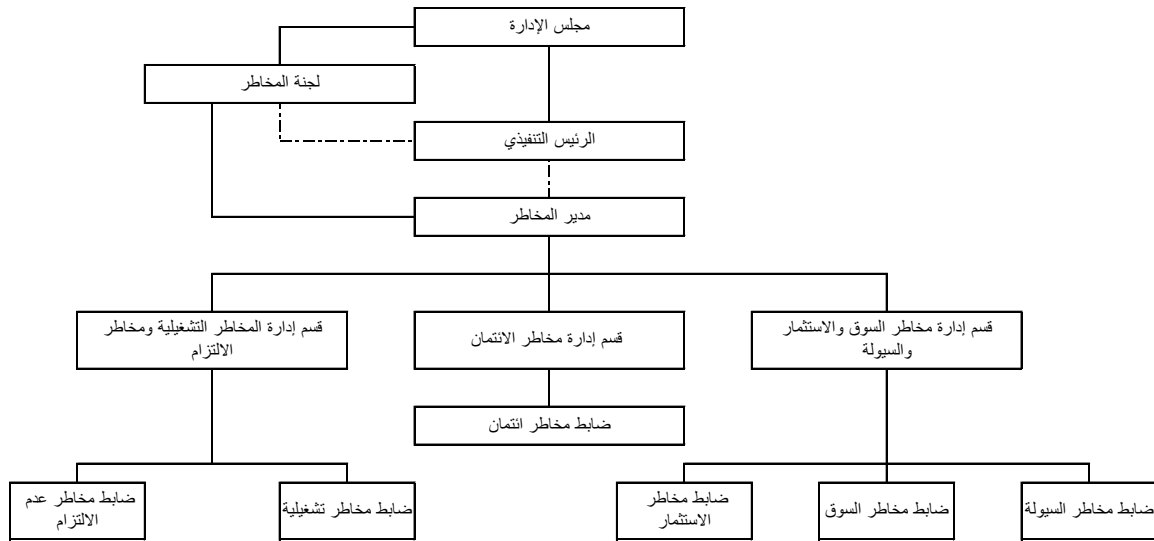 مجلس الإدارة
لجنة المخاطر
الرئيس التنفيذي
مدير المخاطر
قسم إدارة مخاطر السوق والاستثمار
والسيولة
قسم إدارة مخاطر الائتمان
قسم إدارة المخاطر التشغيلية ومخاطر
الالتزام
ضابط مخاطر ائتمان
ضابط مخاطر السيولة
ضابط مخاطر السوق
ضابط مخاطر
الاستثمار
ضابط مخاطر تشغيلية
ضابط مخاطر عدم
الالتزام